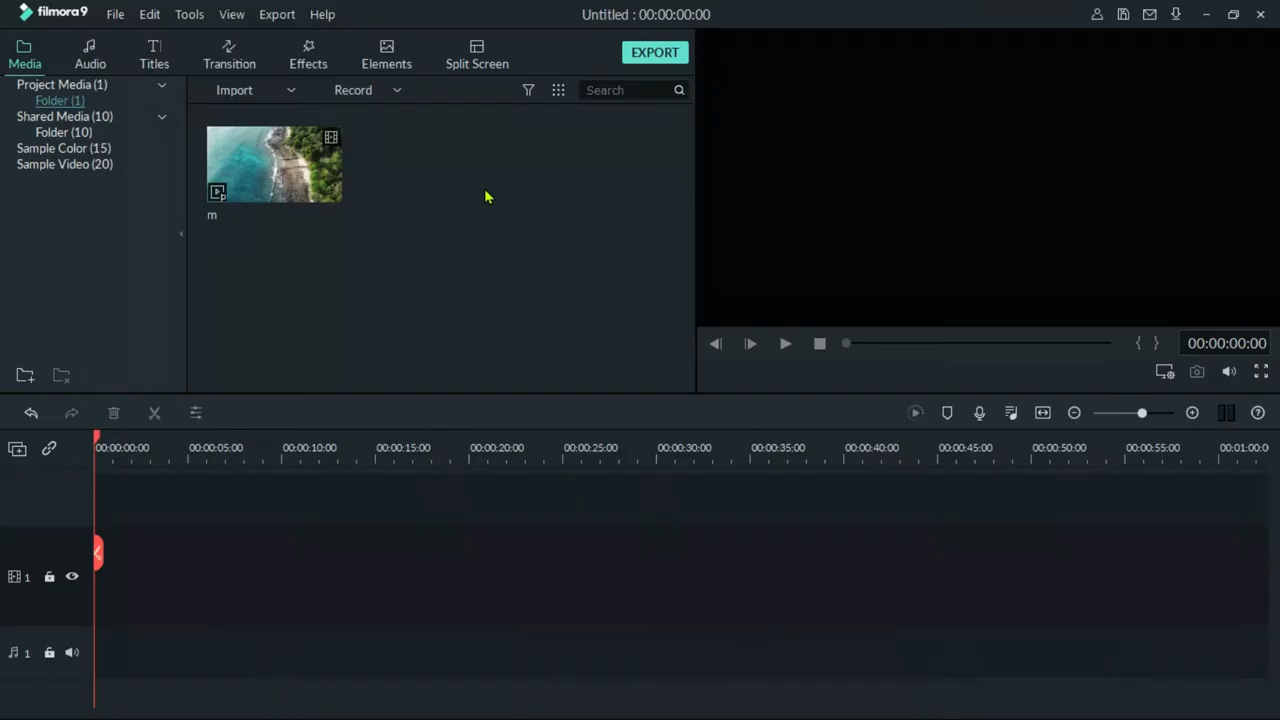 filmora9 File Edit Tools View Export Help Untitled : 00:00:00:00
Media Audio Titles Transition Effects Elements Split Screen EXPORT
Project Media (1)
Folder (1)
Shared Media (10)
Folder (10)
Sample Color (15)
Sample Video (20)
Import Record Search
m
00:00:00:00
00:00:00:00 00:00:05:00 00:00:10:00 00:00:15:00 00:00:20:00 00:00:25:00 00:00:30:00 00:00:35:00 00:00:40:00 00:00:45:00 00:00:50:00 00:00:55:00 00:01:00:0
1
1